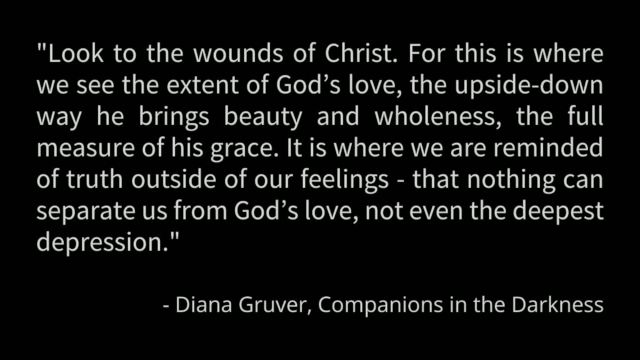 "Look to the wounds of Christ. For this is where
we see the extent of God’s love, the upside-down
way he brings beauty and wholeness, the full
measure of his grace. It is where we are reminded
of truth outside of our feelings - that nothing can
separate us from God’s love, not even the deepest
depression."
- Diana Gruver, Companions in the Darkness